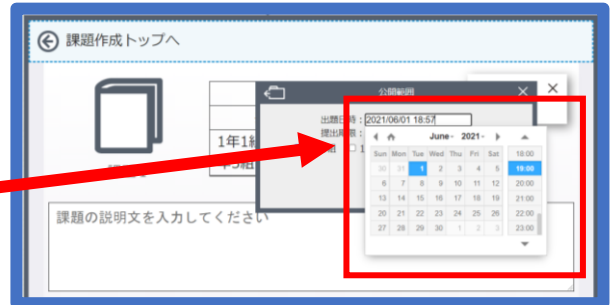 課題作成トップへ
公開範囲
出題日時: 2021/06/01 18:57
提出期限:
1年1組
June 2021
Sun Mon Tue Wed Thu Fri Sat
30 31 1 2 3 4 5
6 7 8 9 10 11 12
13 14 15 16 17 18 19
20 21 22 23 24 25 26
27 28 29 30 1 2 3
18:00
19:00
20:00
21:00
22:00
23:00
課題の説明文を入力してください